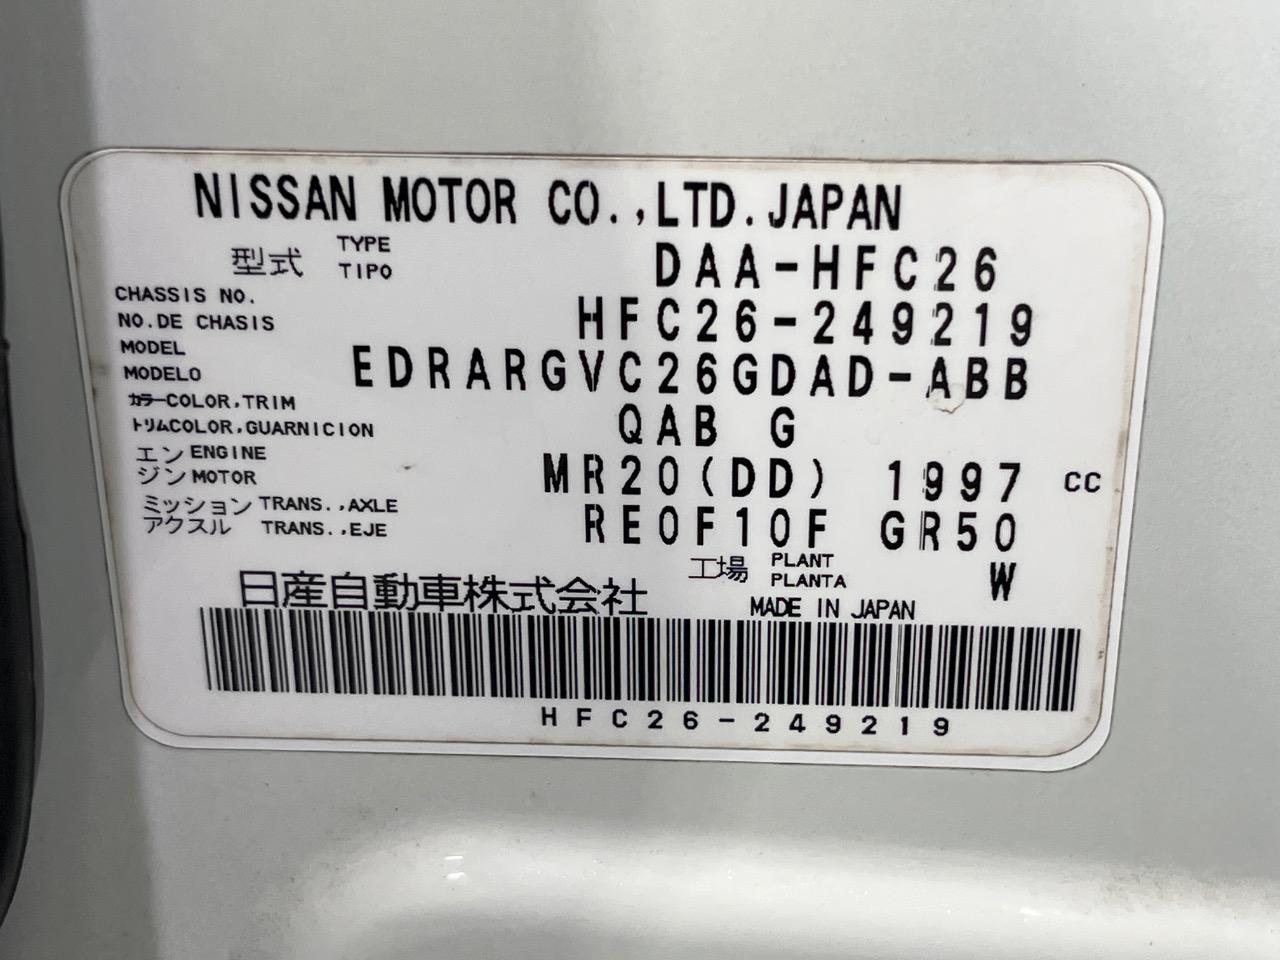 NISSAN MOTOR CO.,LTD.JAPAN
型式 TYPE TIPO DAA-HFC26
CHASSIS NO.
NO.DE CHASIS HFC26-249219
MODEL
MODELO EDRARGVC26GDAD-ABB
カラーCOLOR,TRIM
トリムCOLOR,GUARNICION QAB G
エン ENGINE
ジン MOTOR MR20(DD) 1997 CC
ミッション TRANS.,AXLE
アクスル TRANS.,EJE RE0F10F GR50
工場 PLANT PLANTA W
日産自動車株式会社 MADE IN JAPAN
HFC26-249219